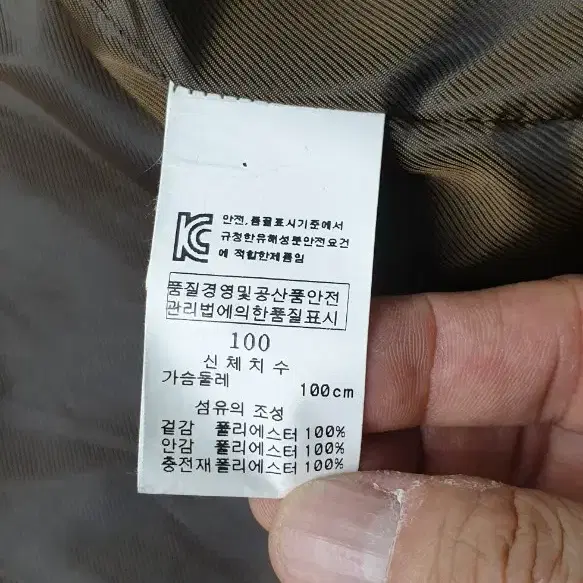 KC
안전,품질표시기준에서
규정한유해성분안전요건
에 적합한제품임
품질경영및공산품안전
관리법에의한품질표시
100
신체치수
가슴둘레 100cm
섬유의 조성
겉감 폴리에스터 100%
안감 폴리에스터 100%
충전재폴리에스터 100%